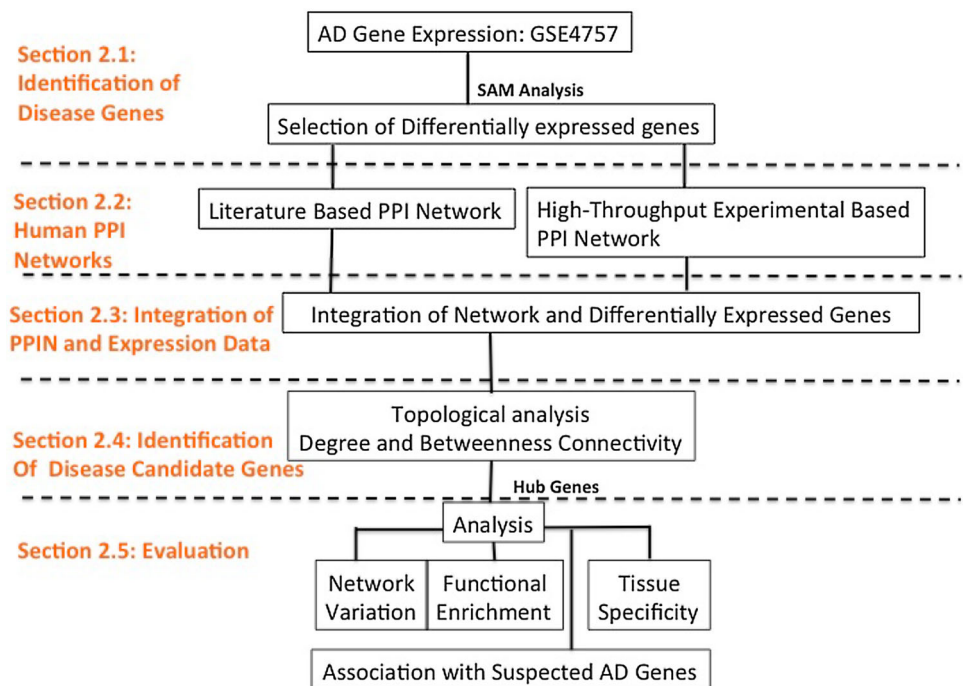 AD Gene Expression: GSE4757
Section 2.1:
Identification of
Disease Genes
SAM Analysis
Selection of Differentially expressed genes
Section 2.2:
Human PPI
Networks
Literature Based PPI Network
High-Throughput Experimental Based
PPI Network
Section 2.3: Integration of
PPIN and Expression Data
Integration of Network and Differentially Expressed Genes
Section 2.4: Identification
Of Disease Candidate Genes
Topological analysis
Degree and Betweenness Connectivity
Hub Genes
Section 2.5: Evaluation
Analysis
Network
Variation
Functional
Enrichment
Tissue
Specificity
Association with Suspected AD Genes